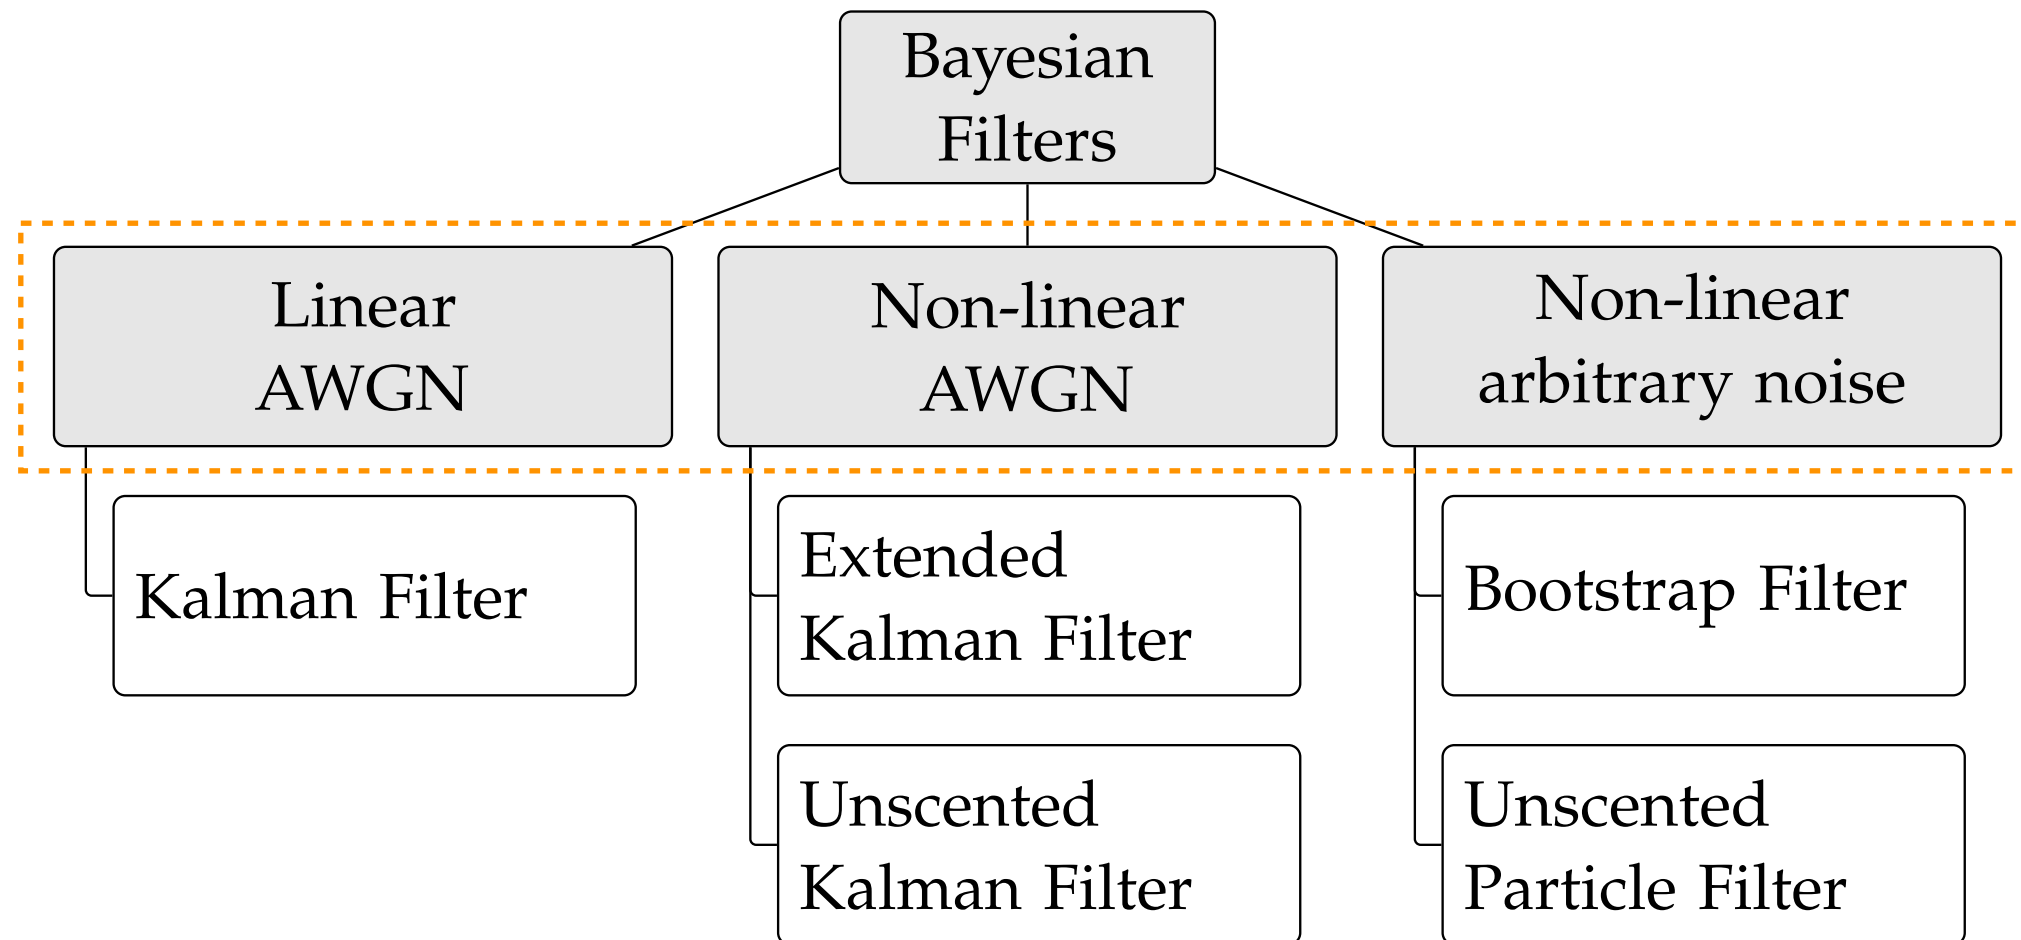 Bayesian
Filters
Linear
AWGN
Non-linear
AWGN
Non-linear
arbitrary noise
Kalman Filter
Extended
Kalman Filter
Bootstrap Filter
Unscented
Kalman Filter
Unscented
Particle Filter